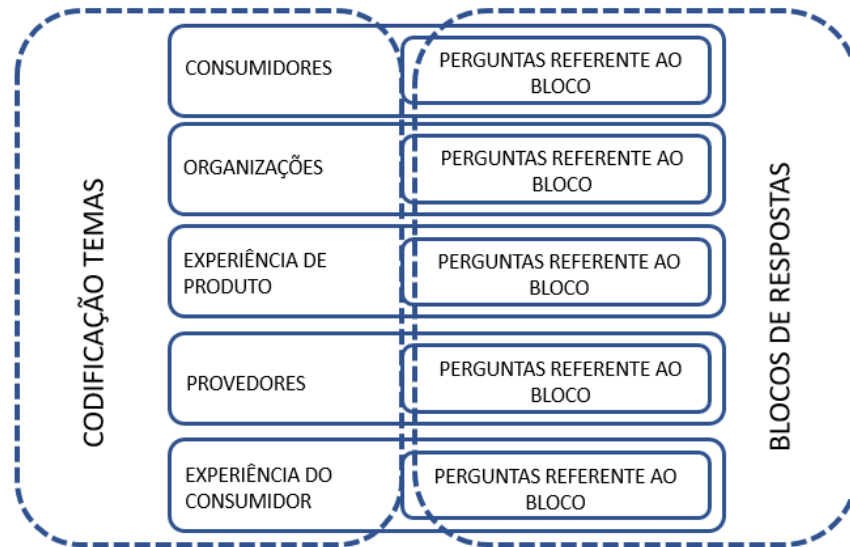 CODIFICAÇÃO TEMAS
CONSUMIDORES
PERGUNTAS REFERENTE AO
BLOCO
ORGANIZAÇÕES
PERGUNTAS REFERENTE AO
BLOCO
EXPERIÊNCIA DE
PRODUTO
PERGUNTAS REFERENTE AO
BLOCO
PROVEDORES
PERGUNTAS REFERENTE AO
BLOCO
EXPERIÊNCIA DO
CONSUMIDOR
PERGUNTAS REFERENTE AO
BLOCO
BLOCOS DE RESPOSTAS